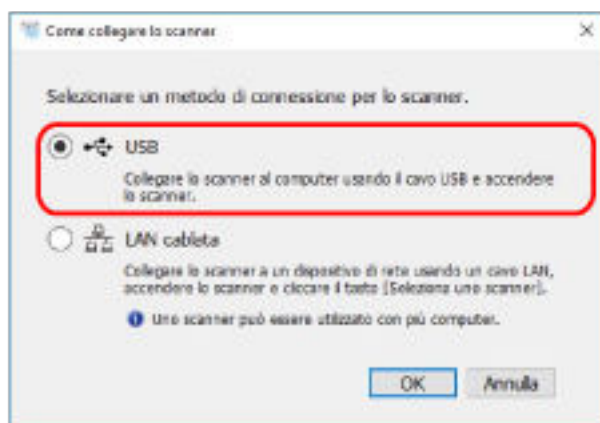 Come collegare lo scanner
Selezionare un metodo di connessione per lo scanner.
USB
Collegare lo scanner al computer usando il cavo USB e accendere
lo scanner.
LAN cablata
Collegare lo scanner a un dispositivo di rete usando un cavo LAN,
accendere lo scanner e cliccare il tasto [Seleziona uno scanner].
Uno scanner può essere utilizzato con più computer.
OK
Annulla